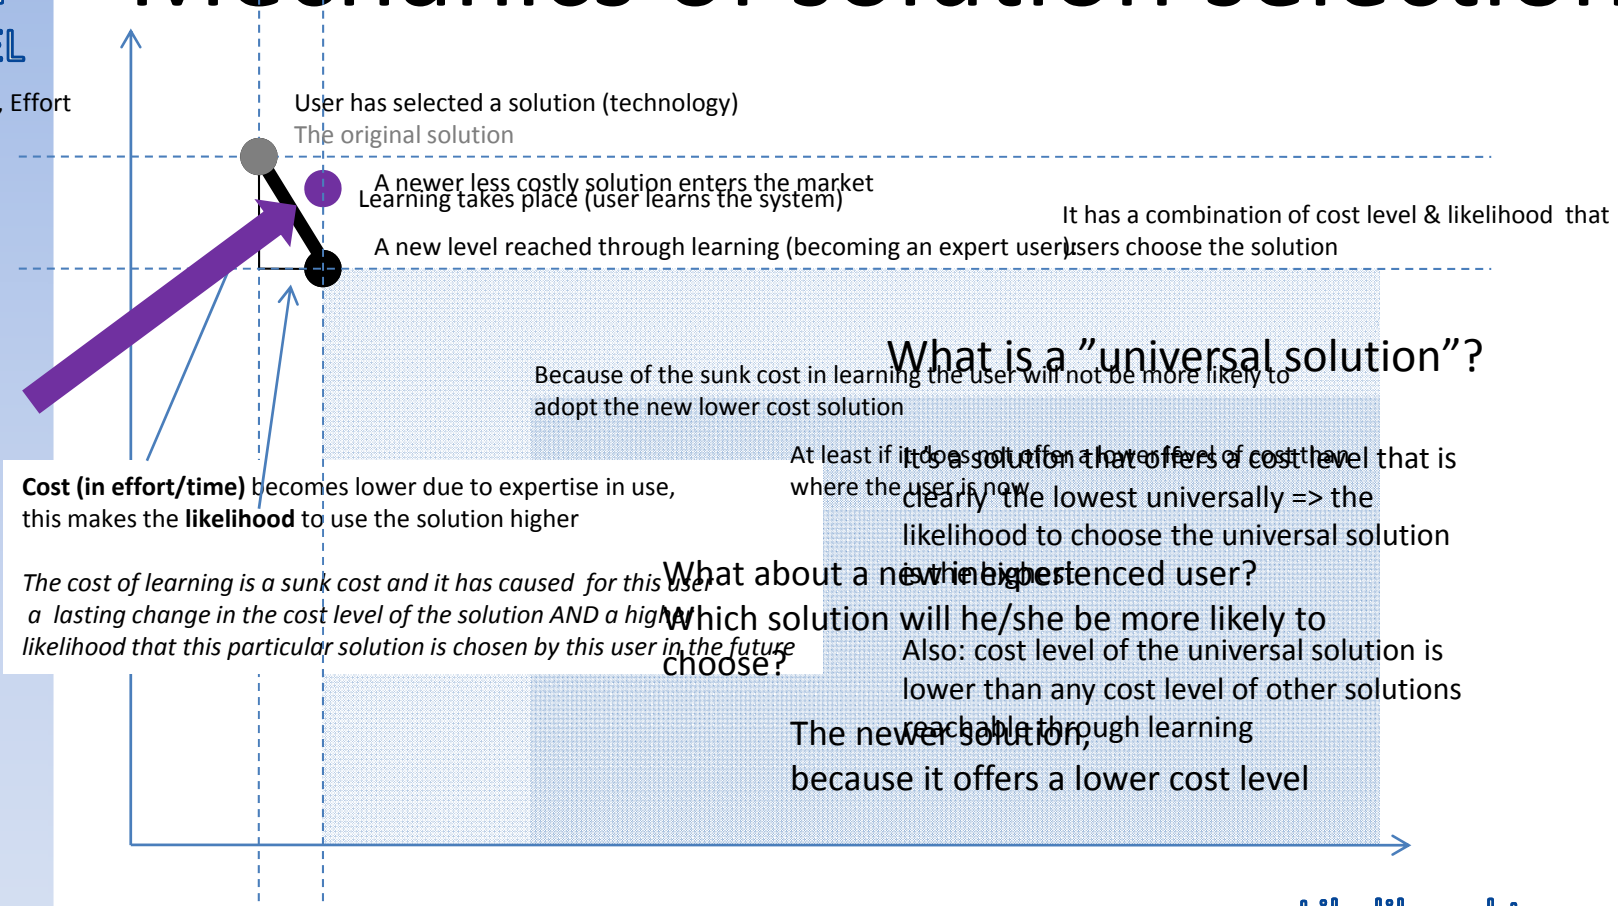 Mechanics of solution selection
EL
, Effort
User has selected a solution (technology)
The original solution
A newer less costly solution enters the market
Learning takes place (user learns the system)
It has a combination of cost level & likelihood that
users choose the solution
A new level reached through learning (becoming an expert user):
What is a ”universal solution”?
Because of the sunk cost in learning the user will not be more likely to
adopt the new lower cost solution
At least if it does not offer a lower level of cost than
where the user is now
It’s a solution that offers a cost level that is
clearly the lowest universally => the
likelihood to choose the universal solution
is the highest
Cost (in effort/time) becomes lower due to expertise in use,
this makes the likelihood to use the solution higher
The cost of learning is a sunk cost and it has caused for this user
a lasting change in the cost level of the solution AND a higher
likelihood that this particular solution is chosen by this user in the future
What about a new inexperienced user?
Which solution will he/she be more likely to
choose?
Also: cost level of the universal solution is
lower than any cost level of other solutions
reachable through learning
The newer solution,
because it offers a lower cost level